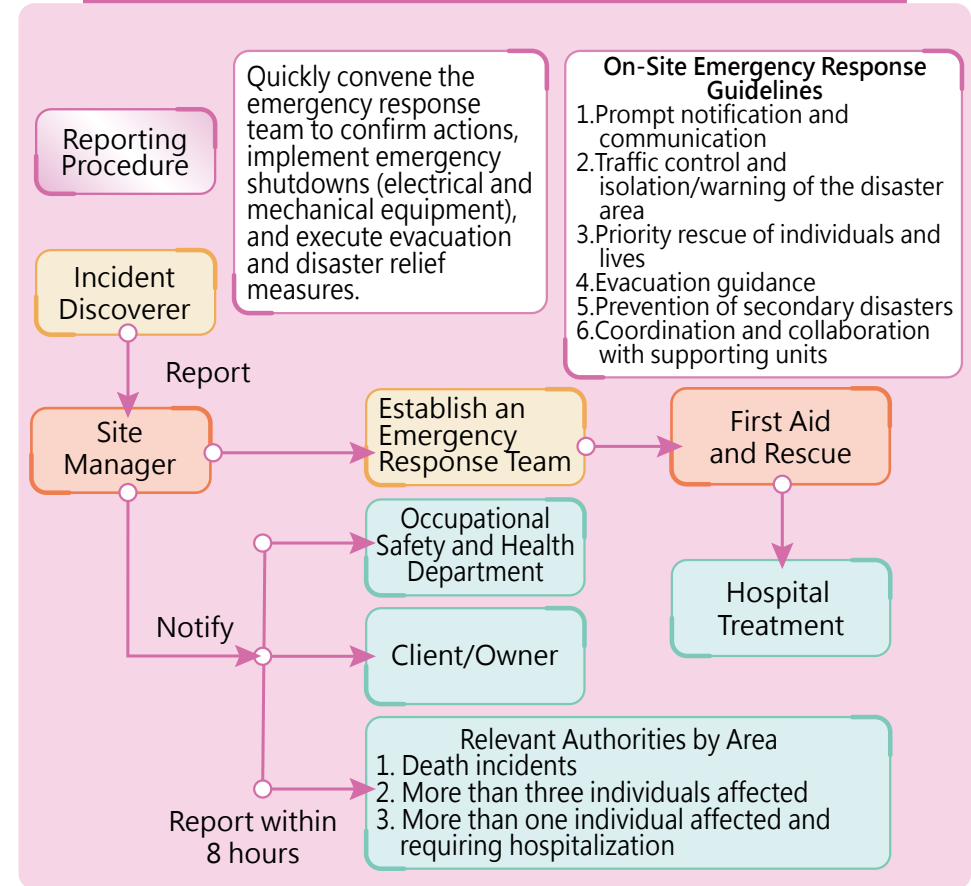 Reporting
Procedure
Quickly convene the
emergency response
team to confirm actions,
implement emergency
shutdowns (electrical and
mechanical equipment),
and execute evacuation
and disaster relief
measures.
On-Site Emergency Response
Guidelines
1.Prompt notification and
communication
2.Traffic control and
isolation/warning of the disaster
area
3.Priority rescue of individuals and
lives
4.Evacuation guidance
5.Prevention of secondary disasters
6.Coordination and collaboration
with supporting units
Incident
Discoverer
Report
Site
Manager
Establish an
Emergency
Response Team
First Aid
and Rescue
Occupational
Safety and Health
Department
Hospital
Treatment
Notify
Client/Owner
Relevant Authorities by Area
1. Death incidents
2. More than three individuals affected
3. More than one individual affected and
requiring hospitalization
Report within
8 hours